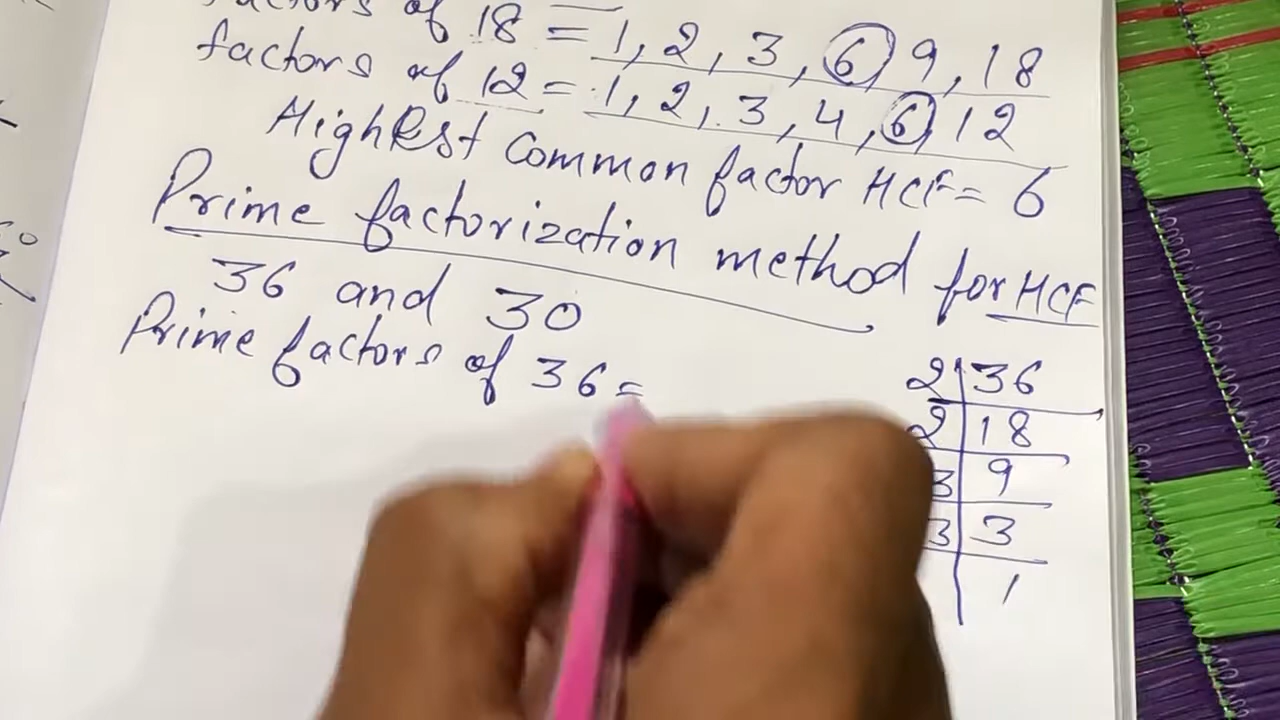 factors of 18 = 1, 2, 3, 6, 9, 18
factors of 12 = 1, 2, 3, 4, 6, 12
Highest Common factor HCF = 6
Prime factorization method for HCF
36 and 30
Prime factors of 36 =
2 | 36
2 | 18
3 | 9
3 | 3
| 1